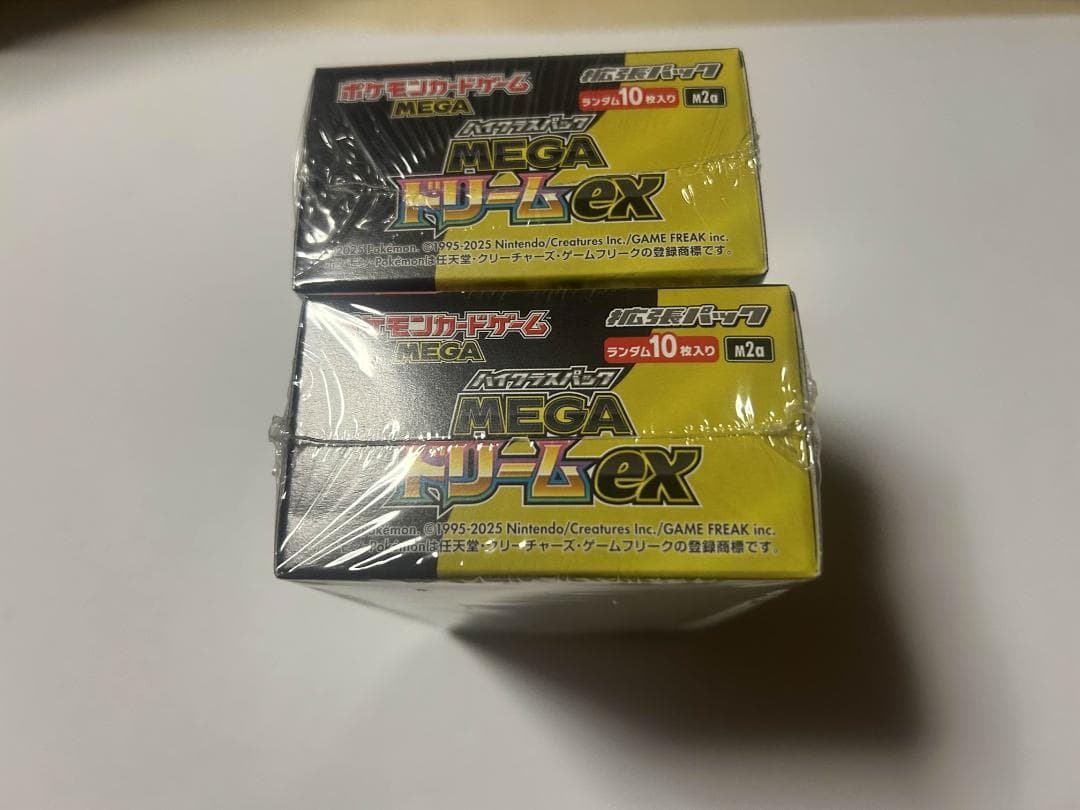 ポケモンカードゲーム
MEGA
拡張パック
ランダム10枚入り M2a
ハイクラスパック
MEGA
ドリームex
2025 Pokémon. ©1995-2025 Nintendo/Creatures Inc./GAME FREAK inc.
・Pokémonは任天堂・クリーチャーズ・ゲームフリークの登録商標です。
ポケモンカードゲーム
MEGA
拡張パック
ランダム10枚入り M2a
ハイクラスパック
MEGA
ドリームex
Pokémon. ©1995-2025 Nintendo/Creatures Inc./GAME FREAK inc.
Pokémonは任天堂・クリーチャーズ・ゲームフリークの登録商標です。